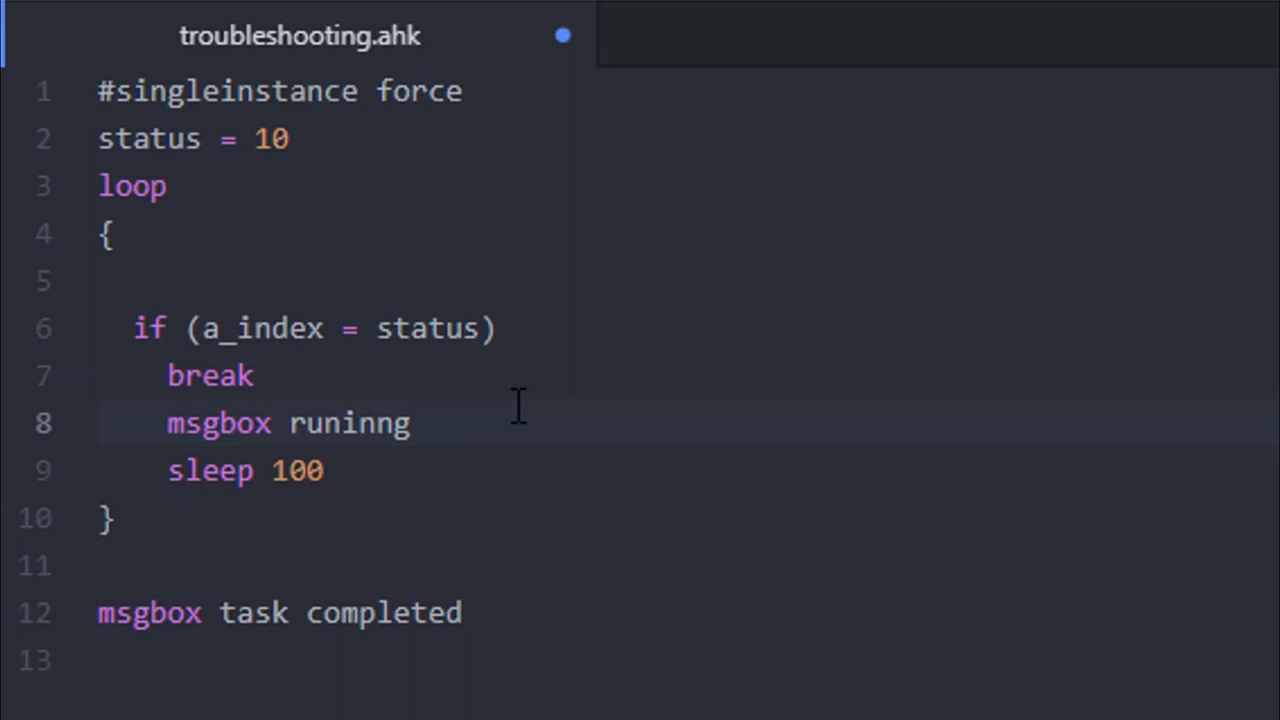 troubleshooting.ahk
1 #singleinstance force
2 status = 10
3 loop
4 {
5
6 if (a_index = status)
7 break
8 msgbox runinng
9 sleep 100
10 }
11
12 msgbox task completed
13